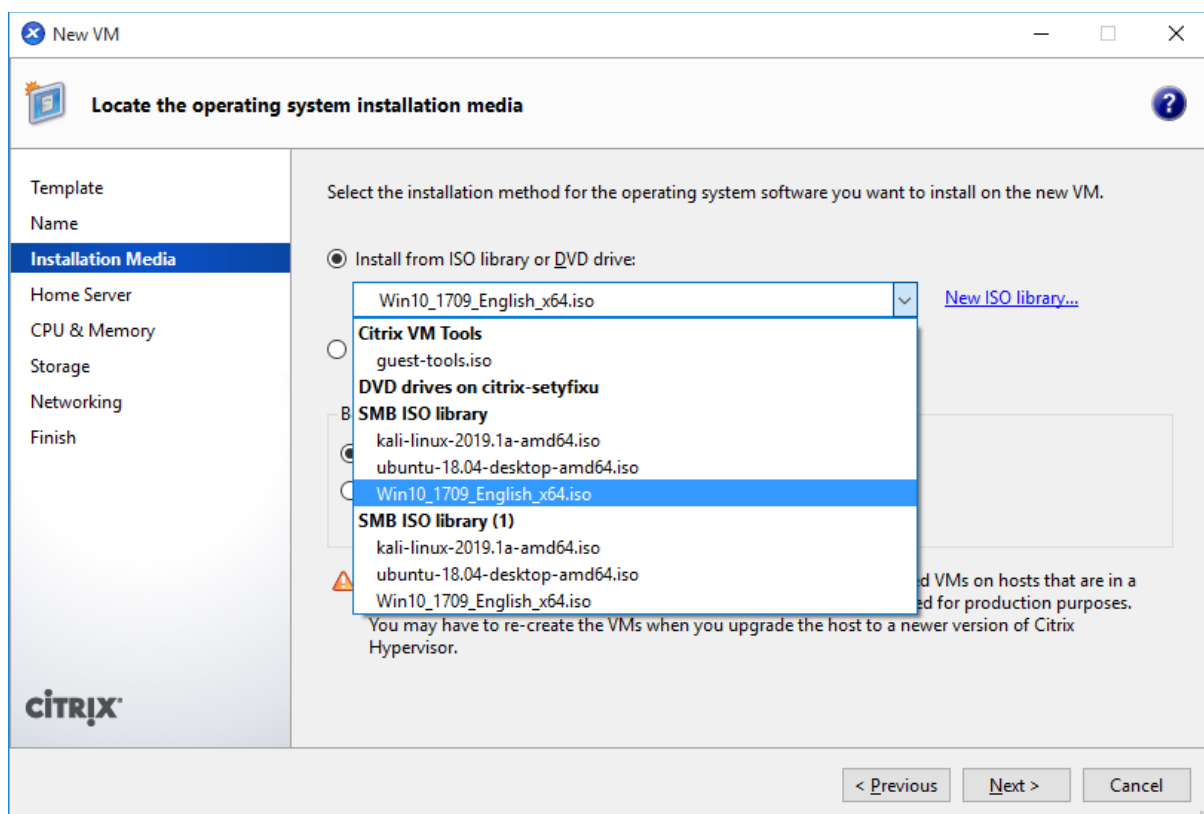 New VM
Locate the operating system installation media
?
Template
Name
Installation Media
Home Server
CPU & Memory
Storage
Networking
Finish
Select the installation method for the operating system software you want to install on the new VM.
Install from ISO library or DVD drive:
Win10_1709_English_x64.iso
New ISO library...
Citrix VM Tools
guest-tools.iso
DVD drives on citrix-setyfixu
B
SMB ISO library
kali-linux-2019.1a-amd64.iso
ubuntu-18.04-desktop-amd64.iso
Win10_1709_English_x64.iso
SMB ISO library (1)
kali-linux-2019.1a-amd64.iso
ubuntu-18.04-desktop-amd64.iso
Win10_1709_English_x64.iso
d VMs on hosts that are in a
ed for production purposes.
You may have to re-create the VMs when you upgrade the host to a newer version of Citrix
Hypervisor.
CITRIX
< Previous
Next >
Cancel